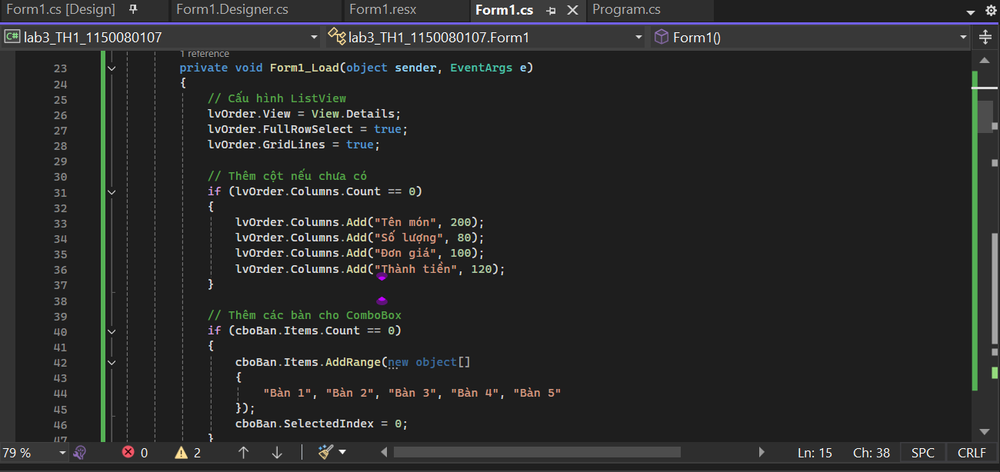 Form1.cs [Design] Form1.Designer.cs Form1.resx Form1.cs Program.cs
C# lab3_TH1_1150080107 lab3_TH1_1150080107.Form1 Form1()
1 reference
23 private void Form1_Load(object sender, EventArgs e)
24 {
25 // Cấu hình ListView
26 lvOrder.View = View.Details;
27 lvOrder.FullRowSelect = true;
28 lvOrder.GridLines = true;
29
30 // Thêm cột nếu chưa có
31 if (lvOrder.Columns.Count == 0)
32 {
33 lvOrder.Columns.Add("Tên món", 200);
34 lvOrder.Columns.Add("Số lượng", 80);
35 lvOrder.Columns.Add("Đơn giá", 100);
36 lvOrder.Columns.Add("Thành tiền", 120);
37 }
38
39 // Thêm các bàn cho ComboBox
40 if (cboBan.Items.Count == 0)
41 {
42 cboBan.Items.AddRange(new object[]
43 {
44 "Bàn 1", "Bàn 2", "Bàn 3", "Bàn 4", "Bàn 5"
45 });
46 cboBan.SelectedIndex = 0;
47 }
79 % 0 2 Ln: 15 Ch: 38 SPC CRLF